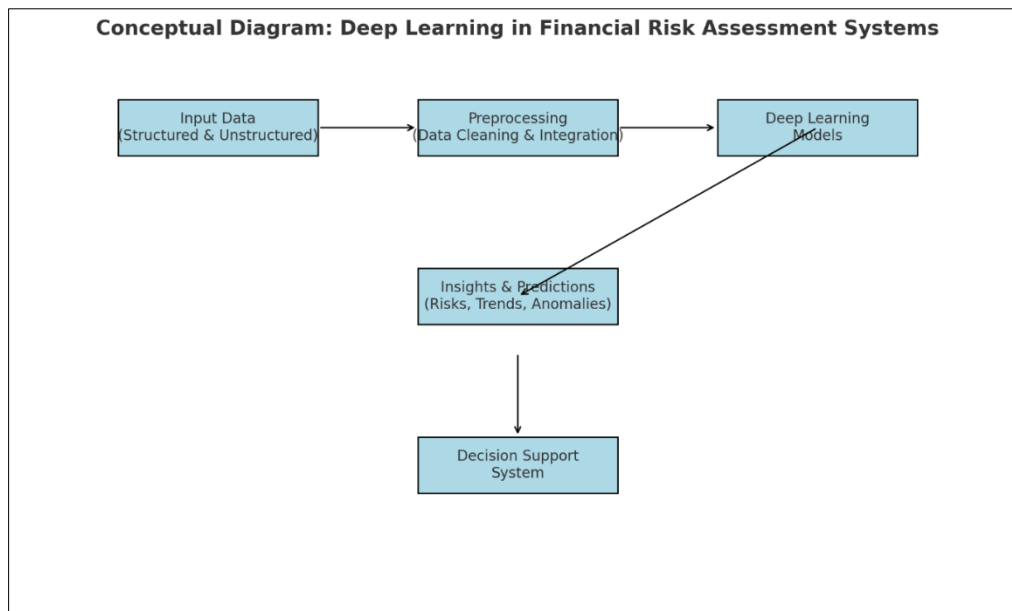 Conceptual Diagram: Deep Learning in Financial Risk Assessment Systems
Input Data
(Structured & Unstructured)
Preprocessing
(Data Cleaning & Integration)
Deep Learning
Models
Insights & Predictions
(Risks, Trends, Anomalies)
Decision Support
System